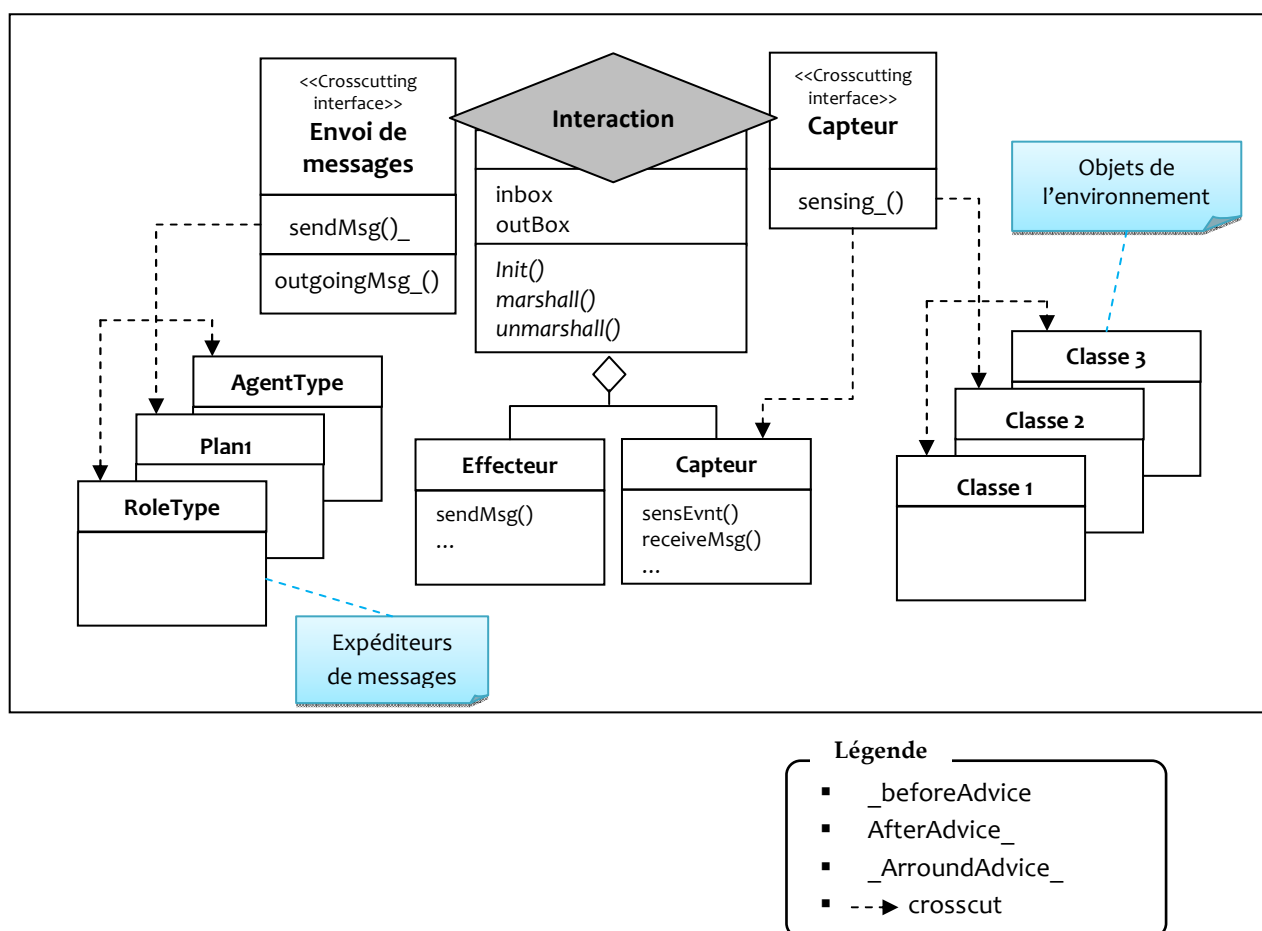 <<Crosscutting
interface>>
Envoi de
messages
sendMsg()_
outgoingMsg_()
Interaction
inbox
outBox
Init()
marshall()
unmarshall()
<<Crosscutting
interface>>
Capteur
sensing_()
Objets de
l'environnement
AgentType
Plan1
RoleType
Effecteur
sendMsg()
...
Capteur
sensEvnt()
receiveMsg()
...
Classe 3
Classe 2
Classe 1
Expéditeurs
de messages
Légende
▪ _beforeAdvice
▪ AfterAdvice_
▪ _ArroundAdvice_
▪ crosscut